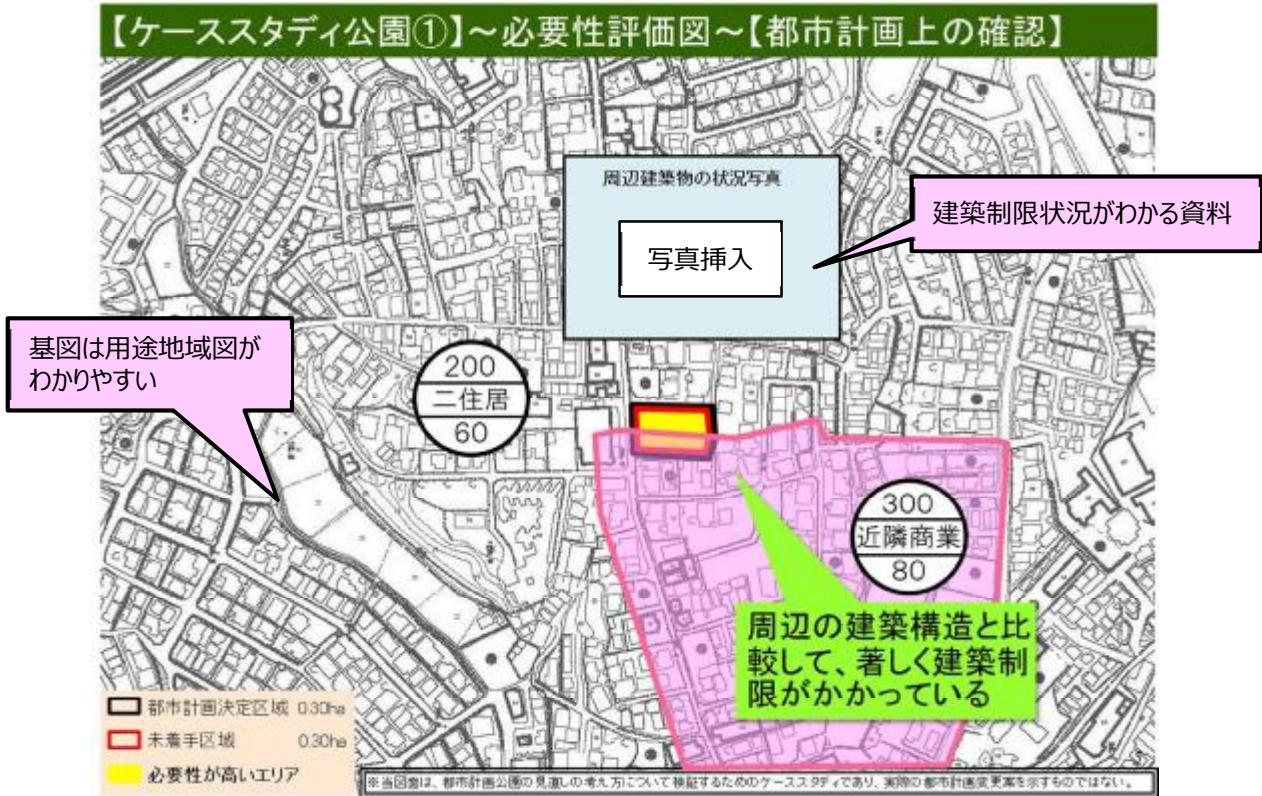 【ケーススタディ公園①】～必要性評価図～【都市計画上の確認】
周辺建築物の状況写真
写真挿入
建築制限状況がわかる資料
基図は用途地域図が
わかりやすい
200
二住居
60
300
近隣商業
80
周辺の建築構造と比
較して、著しく建築制
限がかかっている
都市計画決定区域 0.30ha
未着手区域 0.30ha
必要性が高いエリア
※当図面は、都市計画公園の見直しの考え方について検証するためのケーススタディであり、実際の都市計画変更案を示すものではない。